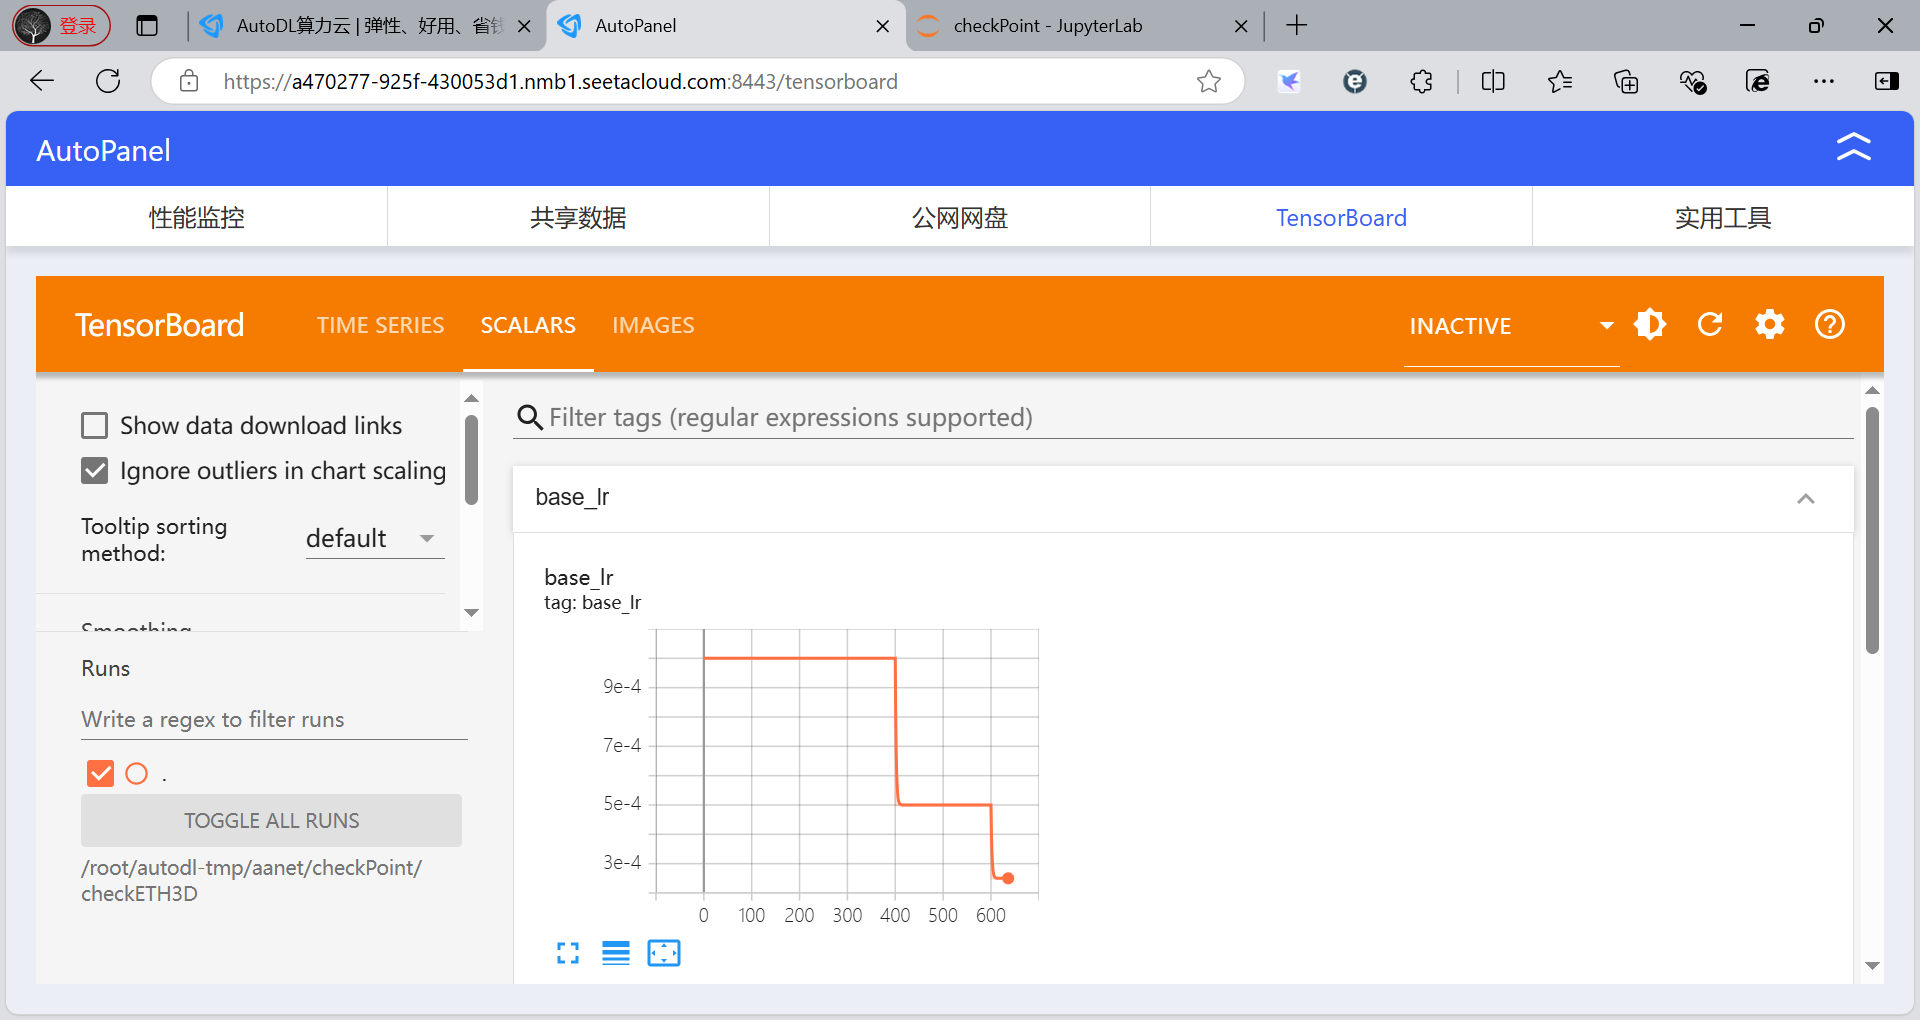 登录
AutoDL算力云 | 弹性、好用、省钱
AutoPanel
checkPoint - JupyterLab
https://a470277-925f-430053d1.nmb1.seetacloud.com:8443/tensorboard
AutoPanel
性能监控
共享数据
公网网盘
TensorBoard
实用工具
TensorBoard
TIME SERIES
SCALARS
IMAGES
INACTIVE
Show data download links
Ignore outliers in chart scaling
Tooltip sorting
method:
default
Smoothing
Runs
Write a regex to filter runs
.
TOGGLE ALL RUNS
/root/autodl-tmp/aanet/checkPoint/
checkETH3D
Filter tags (regular expressions supported)
base_lr
base_lr
tag: base_lr
9e-4
7e-4
5e-4
3e-4
0 100 200 300 400 500 600